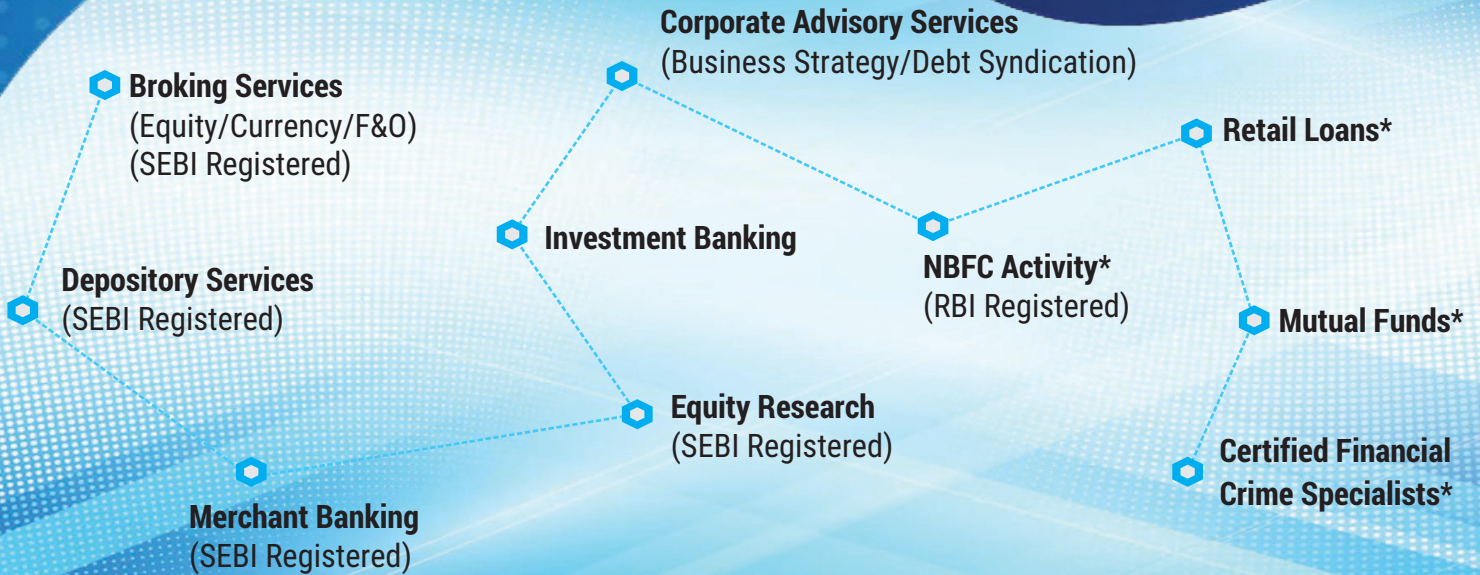 Corporate Advisory Services
(Business Strategy/Debt Syndication)
Broking Services
(Equity/Currency/F&O)
(SEBI Registered)
Retail Loans*
Investment Banking
NBFC Activity*
(RBI Registered)
Depository Services
(SEBI Registered)
Mutual Funds*
Equity Research
(SEBI Registered)
Certified Financial
Crime Specialists*
Merchant Banking
(SEBI Registered)